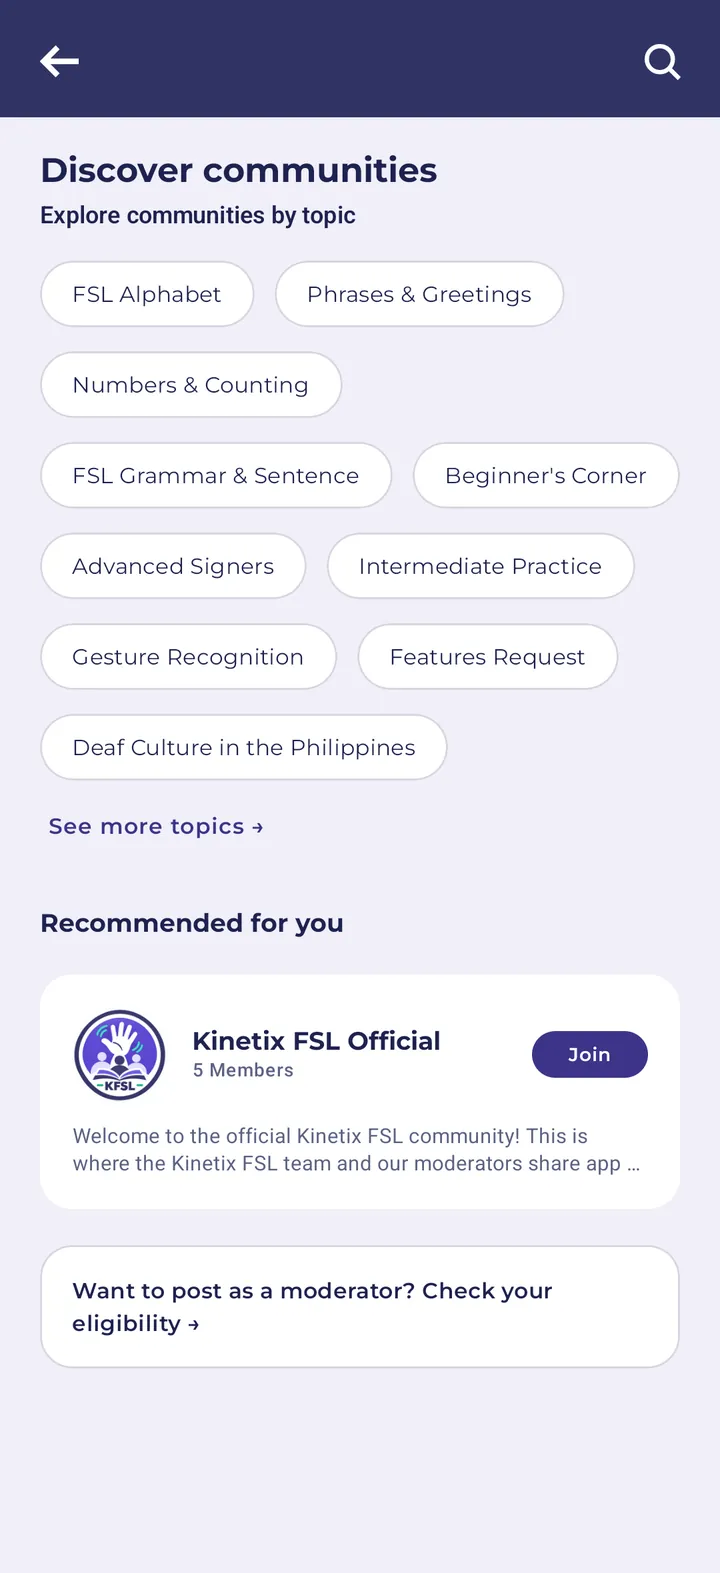 Discover communities
Explore communities by topic
FSL Alphabet
Phrases & Greetings
Numbers & Counting
FSL Grammar & Sentence
Beginner's Corner
Advanced Signers
Intermediate Practice
Gesture Recognition
Features Request
Deaf Culture in the Philippines
See more topics →
Recommended for you
KFSL
Kinetix FSL Official
5 Members
Join
Welcome to the official Kinetix FSL community! This is
where the Kinetix FSL team and our moderators share app ...
Want to post as a moderator? Check your
eligibility →